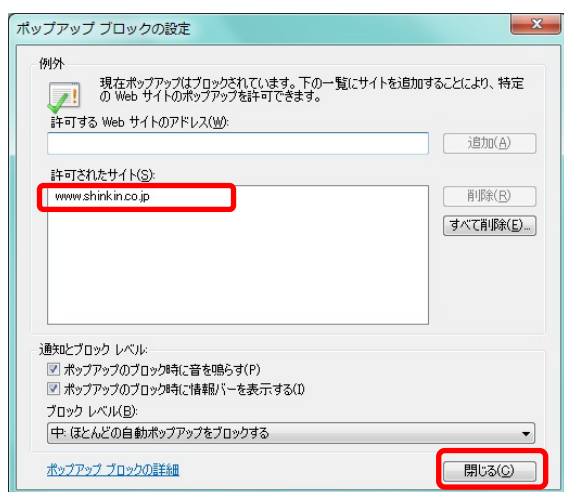 ポップアップ ブロックの設定
例外
現在ポップアップはブロックされています。下の一覧にサイトを追加することにより、特定
の Web サイトのポップアップを許可できます。
許可する Web サイトのアドレス(W):
追加(A)
許可されたサイト(S):
www.shinkin.co.jp
削除(R)
すべて削除(E)...
通知とブロック レベル:
ポップアップのブロック時に音を鳴らす(P)
ポップアップのブロック時に情報バーを表示する(I)
ブロック レベル(B):
中: ほとんどの自動ポップアップをブロックする
ポップアップ ブロックの詳細
閉じる(C)